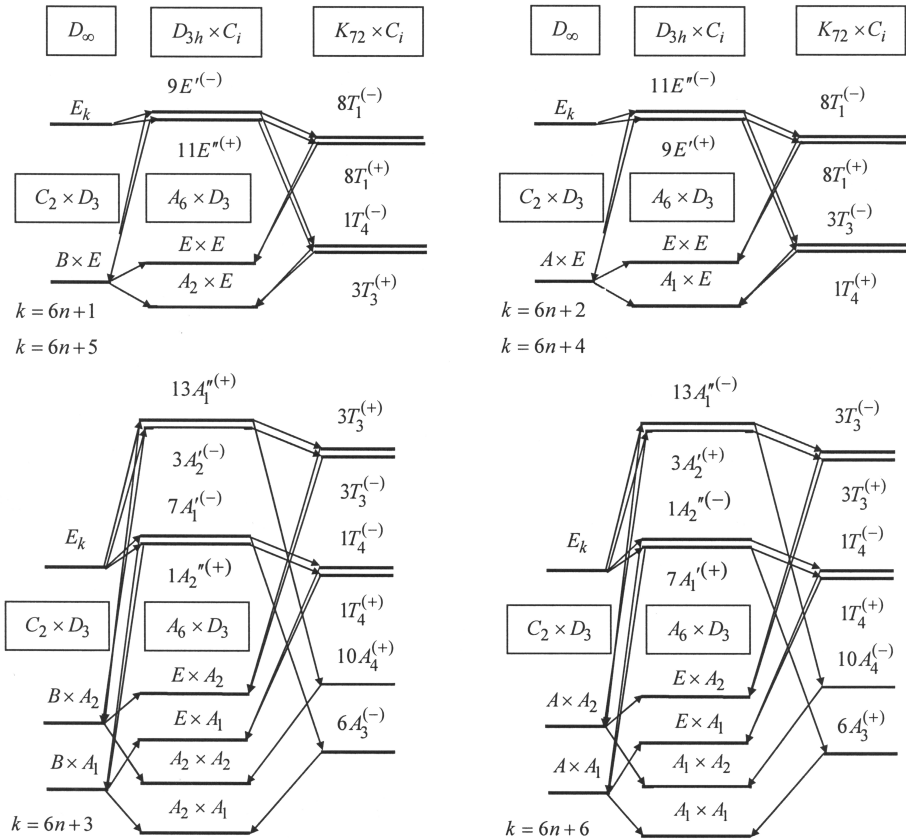 D∞ D₃ₕ × Cᵢ K₇₂ × Cᵢ
9E′⁽⁻⁾
8T₁⁽⁻⁾
Eₖ
11E″⁽⁺⁾
8T₁⁽⁺⁾
C₂ × D₃ A₆ × D₃
1T₄⁽⁻⁾
B × E E × E
A₂ × E 3T₃⁽⁺⁾
k = 6n + 1
k = 6n + 5
D∞ D₃ₕ × Cᵢ K₇₂ × Cᵢ
11E″⁽⁻⁾
8T₁⁽⁻⁾
Eₖ
9E′⁽⁺⁾
8T₁⁽⁺⁾
C₂ × D₃ A₆ × D₃
3T₃⁽⁻⁾
A × E E × E
A₁ × E 1T₄⁽⁺⁾
k = 6n + 2
k = 6n + 4
13A₁″⁽⁺⁾
3T₃⁽⁺⁾
3A₂′⁽⁻⁾
3T₃⁽⁻⁾
7A₁′⁽⁻⁾
Eₖ 1T₄⁽⁻⁾
1A₂″⁽⁺⁾
1T₄⁽⁺⁾
C₂ × D₃ A₆ × D₃
10A₄⁽⁺⁾
E × A₂
B × A₂
E × A₁ 6A₃⁽⁻⁾
B × A₁ A₂ × A₂
A₂ × A₁
k = 6n + 3
13A₁″⁽⁻⁾
3T₃⁽⁻⁾
3A₂′⁽⁺⁾
3T₃⁽⁺⁾
1A₂″⁽⁻⁾
Eₖ 1T₄⁽⁻⁾
7A₁′⁽⁺⁾
1T₄⁽⁺⁾
C₂ × D₃ A₆ × D₃
10A₄⁽⁻⁾
E × A₂
A × A₂
E × A₁ 6A₃⁽⁺⁾
A × A₁ A₁ × A₂
A₁ × A₁
k = 6n + 6